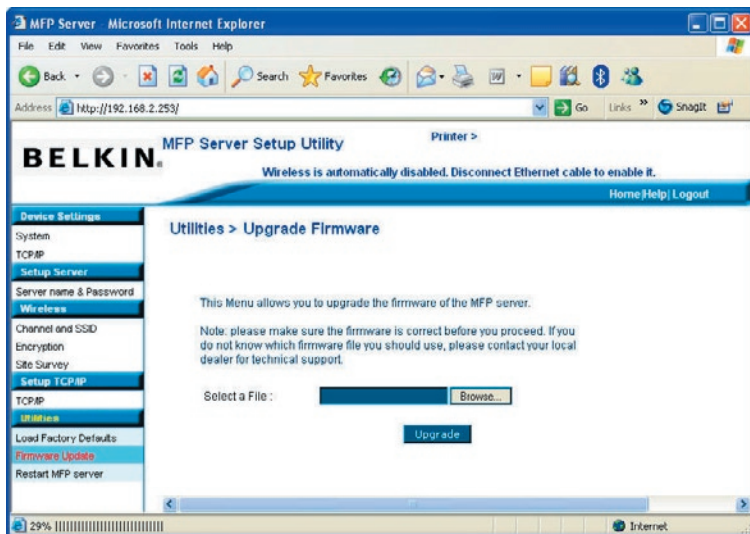 MFP Server - Microsoft Internet Explorer
File Edit View Favorites Tools Help
Back Search Favorites
Address http://192.168.2.253/ Go Links » SnagIt
BELKIN.
MFP Server Setup Utility
Printer >
Wireless is automatically disabled. Disconnect Ethernet cable to enable it.
Home|Help| Logout
Device Settings
System
TCP/IP
Setup Server
Server name & Password
Wireless
Channel and SSID
Encryption
Site Survey
Setup TCP/IP
TCP/IP
Utilities
Load Factory Defaults
Firmware Update
Restart MFP server
Utilities > Upgrade Firmware
This Menu allows you to upgrade the firmware of the MFP server.
Note: please make sure the firmware is correct before you proceed. If you
do not know which firmware file you should use, please contact your local
dealer for technical support.
Select a File : Browse...
Upgrade
29% Internet